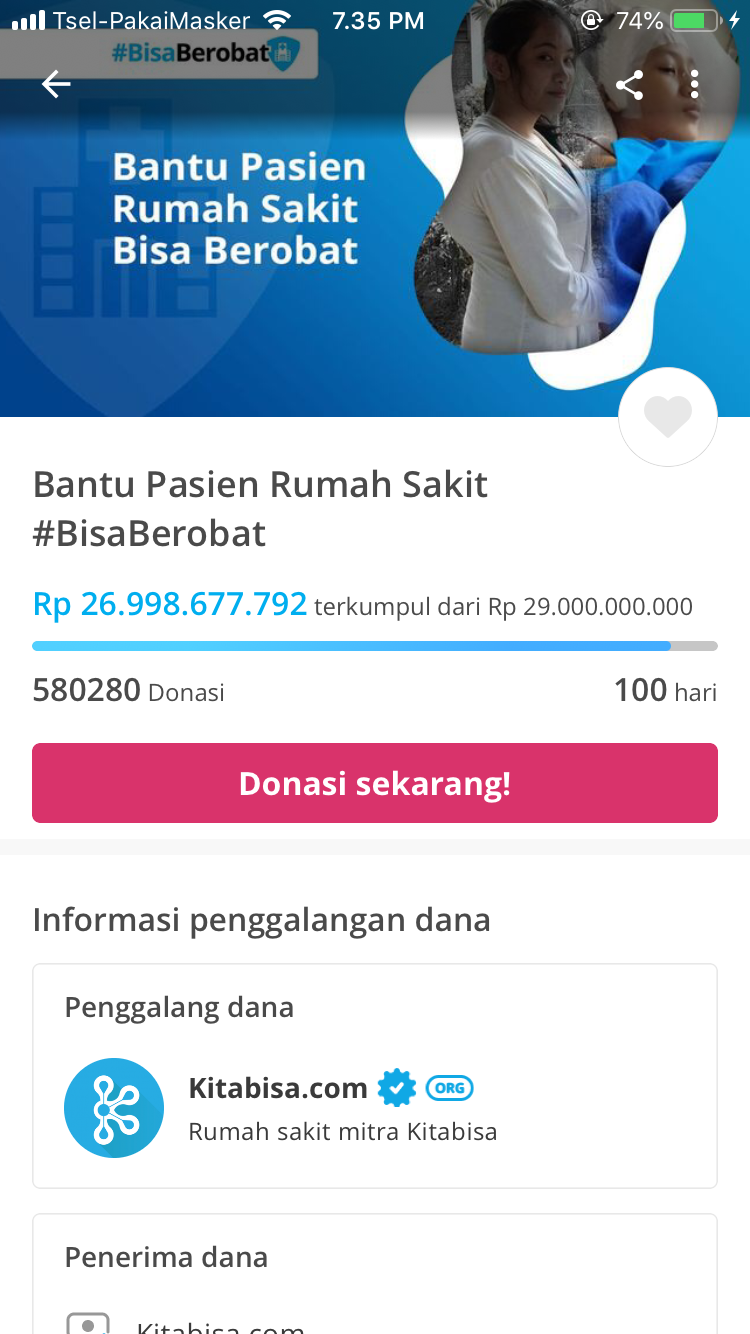 Tsel-PakaiMasker 7.35 PM 74%
#BisaBerobat
Bantu Pasien
Rumah Sakit
Bisa Berobat
Bantu Pasien Rumah Sakit
#BisaBerobat
Rp 26.998.677.792 terkumpul dari Rp 29.000.000.000
580280 Donasi 100 hari
Donasi sekarang!
Informasi penggalangan dana
Penggalang dana
Kitabisa.com ORG
Rumah sakit mitra Kitabisa
Penerima dana
Kitabisa.com